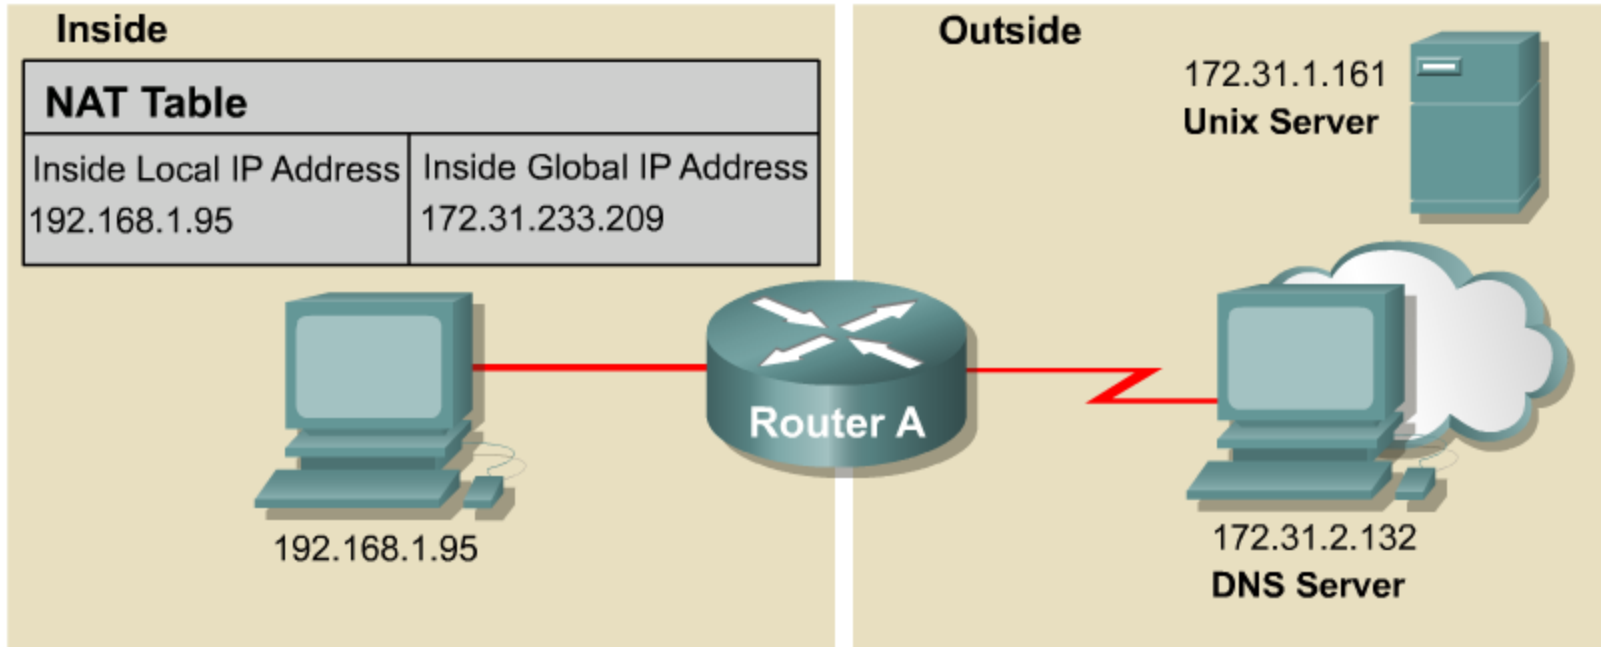 Inside
NAT Table
Inside Local IP Address
192.168.1.95
Inside Global IP Address
172.31.233.209
Outside
172.31.1.161
Unix Server
Router A
192.168.1.95
172.31.2.132
DNS Server